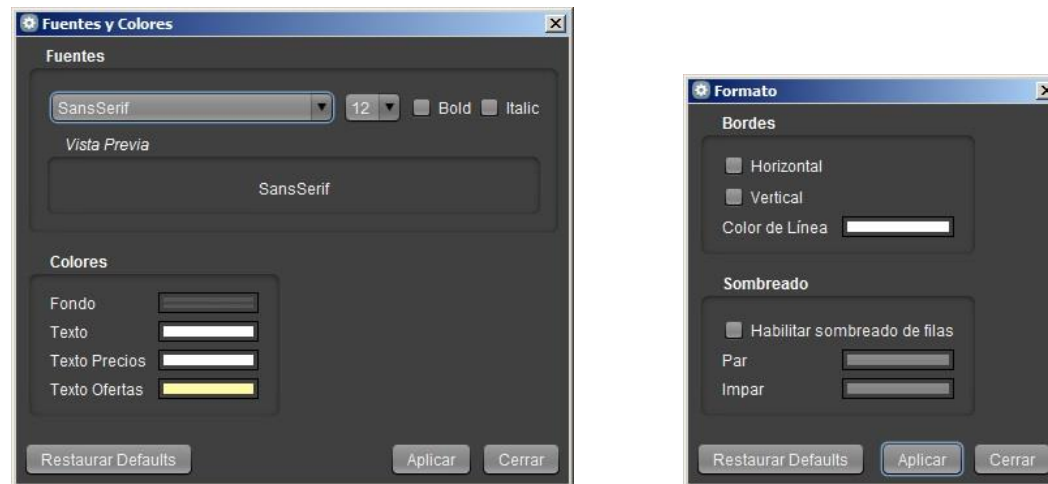 Fuentes y Colores
Fuentes
SansSerif 12 Bold Italic
Vista Previa
SansSerif
Colores
Fondo
Texto
Texto Precios
Texto Ofertas
Restaurar Defaults Aplicar Cerrar
Formato
Bordes
Horizontal
Vertical
Color de Línea
Sombreado
Habilitar sombreado de filas
Par
Impar
Restaurar Defaults Aplicar Cerrar